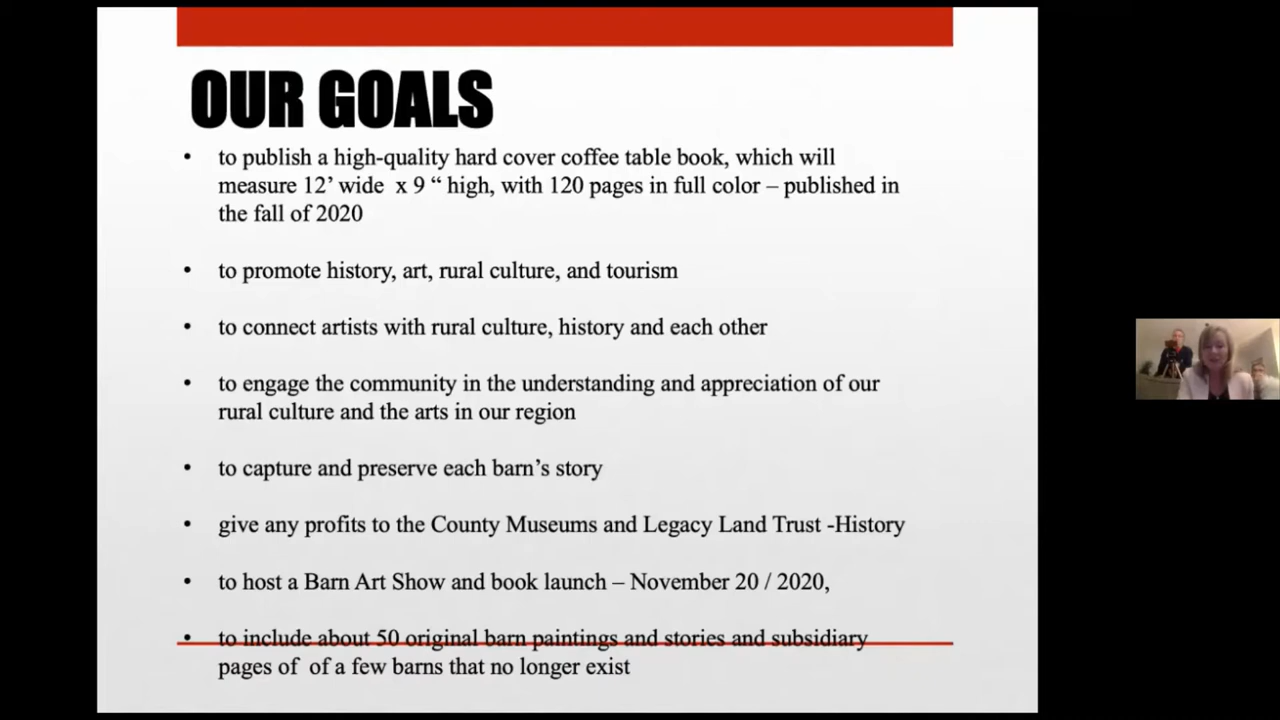 OUR GOALS
• to publish a high-quality hard cover coffee table book, which will
measure 12’ wide x 9 “ high, with 120 pages in full color – published in
the fall of 2020
• to promote history, art, rural culture, and tourism
• to connect artists with rural culture, history and each other
• to engage the community in the understanding and appreciation of our
rural culture and the arts in our region
• to capture and preserve each barn’s story
• give any profits to the County Museums and Legacy Land Trust -History
• to host a Barn Art Show and book launch – November 20 / 2020,
• to include about 50 original barn paintings and stories and subsidiary
pages of of a few barns that no longer exist